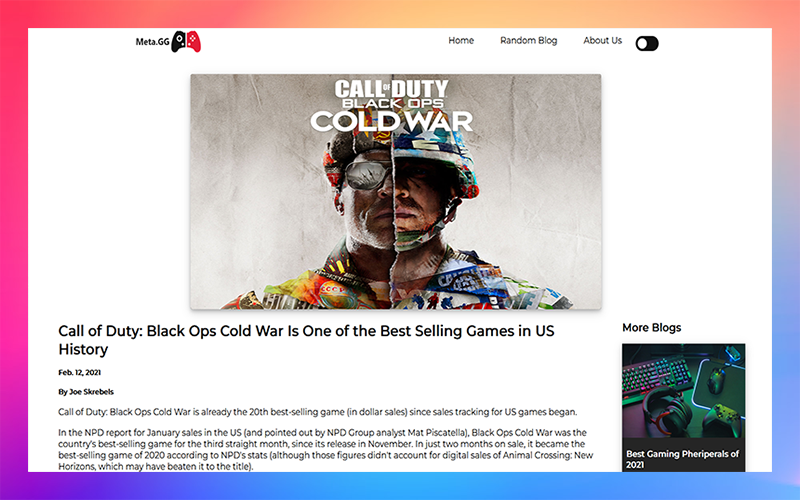 Meta.GG
Home
Random Blog
About Us
CALL OF DUTY
BLACK OPS
COLD WAR
Call of Duty: Black Ops Cold War Is One of the Best Selling Games in US
History
Feb. 12, 2021
By Joe Skrebels
Call of Duty: Black Ops Cold War is already the 20th best-selling game (in dollar sales) since sales tracking for US games began.
In the NPD report for January sales in the US (and pointed out by NPD Group analyst Mat Piscatella), Black Ops Cold War was the
country's best-selling game for the third straight month, since its release in November. In just two months on sale, it became the
best-selling game of 2020 according to NPD's stats (although those figures didn't account for digital sales of Animal Crossing: New
Horizons, which may have beaten it to the title).
More Blogs
Best Gaming Pheriperals of
2021